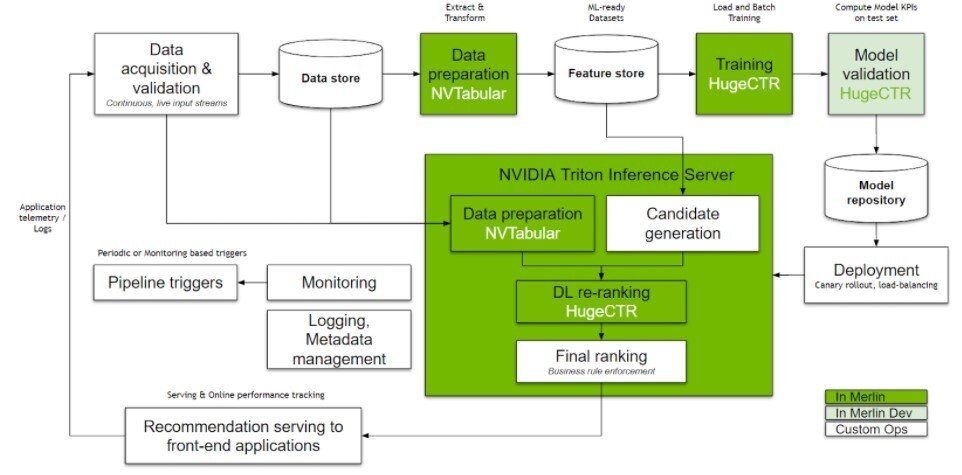 Extract &
Transform
ML-ready
Datasets
Load and Batch
Training
Compute Model KPIs
on test set
Data
acquisition &
validation
Continuous, live input streams
Data store
Data
preparation
NVTabular
Feature store
Training
HugeCTR
Model
validation
HugeCTR
NVIDIA Triton Inference Server
Model
repository
Application
telemetry /
Logs
Data preparation
NVTabular
Candidate
generation
Periodic or Monitoring based triggers
Pipeline triggers
Monitoring
Deployment
Canary rollout, load-balancing
DL re-ranking
HugeCTR
Logging,
Metadata
management
Final ranking
Business rule enforcement
Serving & Online performance tracking
Recommendation serving to
front-end applications
In Merlin
In Merlin Dev
Custom Ops